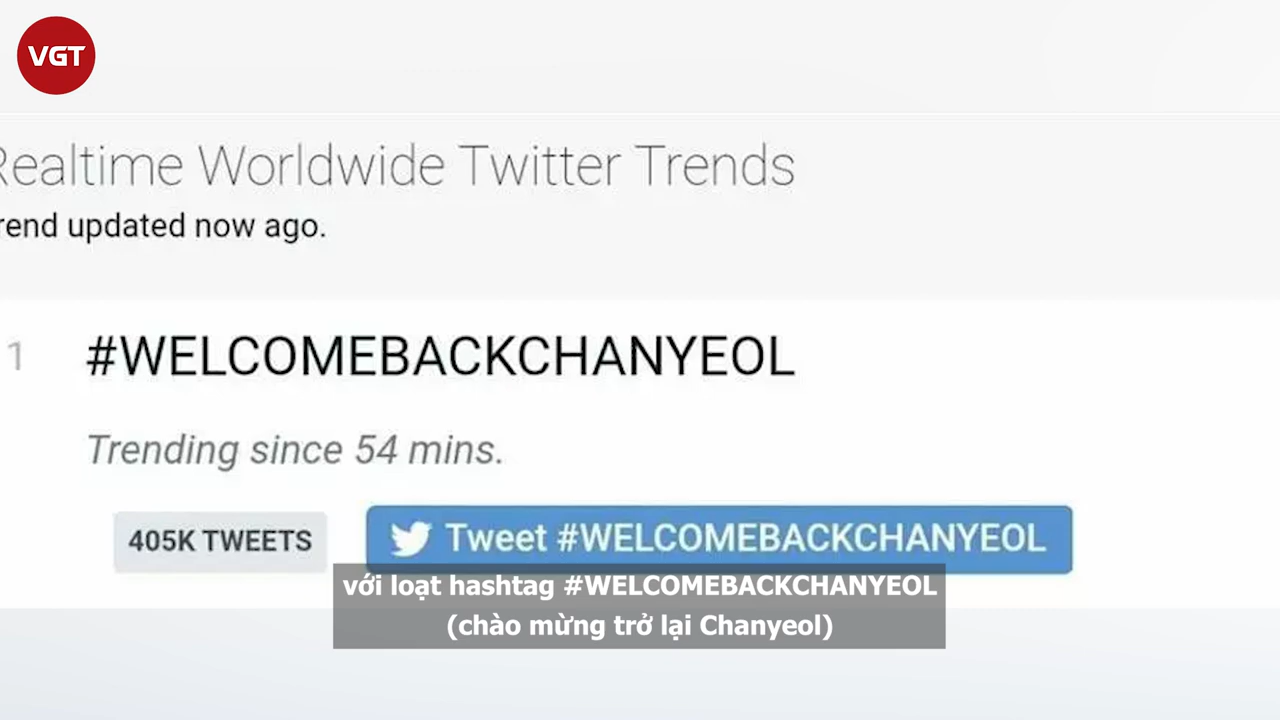 VGT
Realtime Worldwide Twitter Trends
rend updated now ago.
1 #WELCOMEBACKCHANYEOL
Trending since 54 mins.
405K TWEETS Tweet #WELCOMEBACKCHANYEOL
với loạt hashtag #WELCOMEBACKCHANYEOL
(chào mừng trở lại Chanyeol)